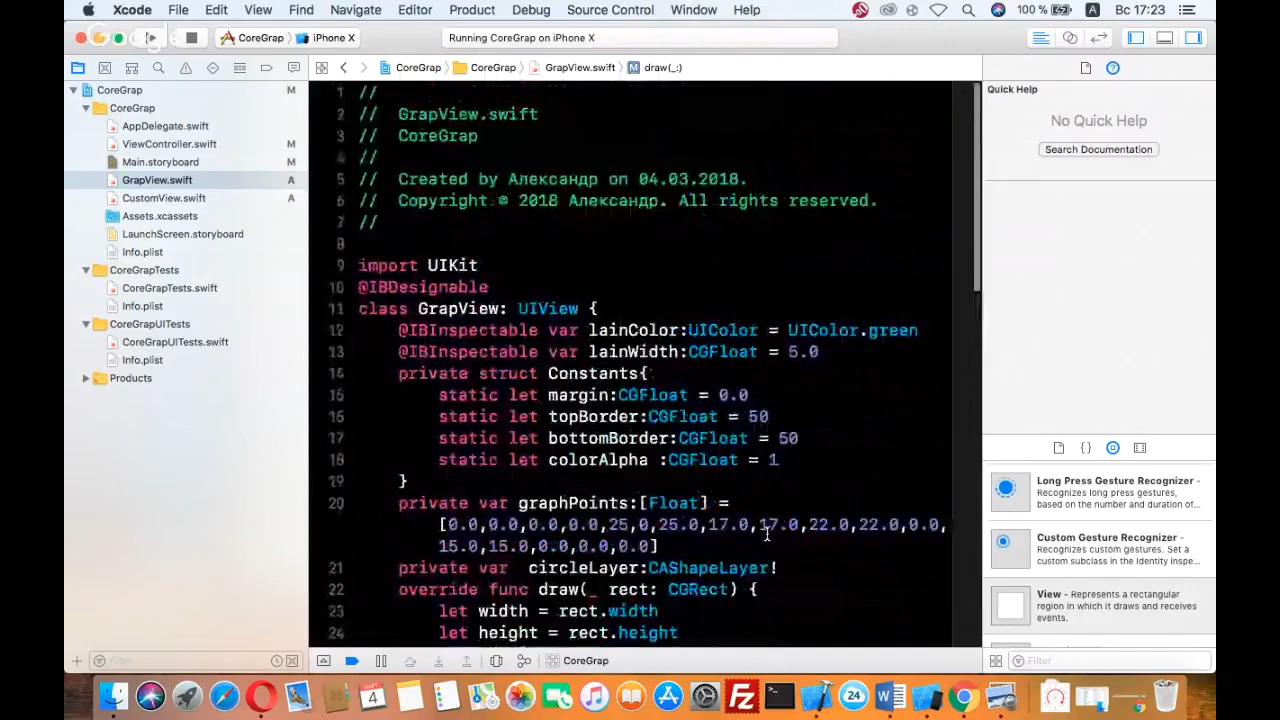 Xcode File Edit View Find Navigate Editor Product Debug Source Control Window Help 100 % A Вс 17:23
CoreGrap iPhone X Running CoreGrap on iPhone X
CoreGrap CoreGrap GrapView.swift M draw(_:)
CoreGrap M
CoreGrap
AppDelegate.swift
ViewController.swift M
Main.storyboard M
GrapView.swift A
CustomView.swift A
Assets.xcassets
LaunchScreen.storyboard
Info.plist
CoreGrapTests
CoreGrapTests.swift
Info.plist
CoreGrapUITests
CoreGrapUITests.swift
Info.plist
Products
Filter
1 //
2 // GrapView.swift
3 // CoreGrap
4 //
5 // Created by Александр on 04.03.2018.
6 // Copyright © 2018 Александр. All rights reserved.
7 //
8
9 import UIKit
10 @IBDesignable
11 class GrapView: UIView {
12 @IBInspectable var lainColor:UIColor = UIColor.green
13 @IBInspectable var lainWidth:CGFloat = 5.0
14 private struct Constants{
15 static let margin:CGFloat = 0.0
16 static let topBorder:CGFloat = 50
17 static let bottomBorder:CGFloat = 50
18 static let colorAlpha :CGFloat = 1
19 }
20 private var graphPoints:[Float] =
[0.0,0.0,0.0,0.0,25,0,25.0,17.0,17.0,22.0,22.0,0.0,
15.0,15.0,0.0,0.0,0.0]
21 private var circleLayer:CAShapeLayer!
22 override func draw(_ rect: CGRect) {
23 let width = rect.width
24 let height = rect.height
CoreGrap
Quick Help
No Quick Help
Search Documentation
{ }
Long Press Gesture Recognizer -
Recognizes long press gestures,
based on the number and duration of...
Custom Gesture Recognizer -
Recognizes custom gestures. Set a
custom subclass in the Identity inspe...
View - Represents a rectangular
region in which it draws and receives
events.
Filter
МАРТ
4
Fz
24
W